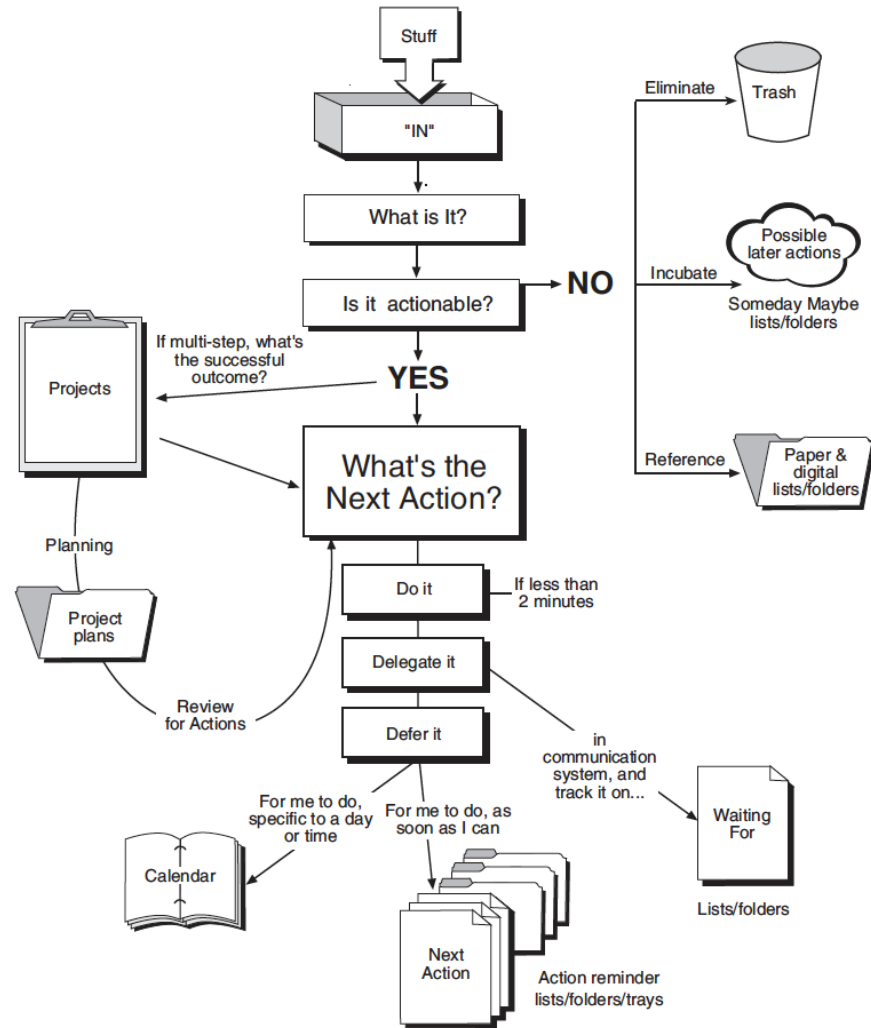 Stuff
"IN"
What is It?
Is it actionable?
NO
Eliminate
Trash
Incubate
Possible
later actions
Someday Maybe
lists/folders
Reference
Paper &
digital
lists/folders
YES
If multi-step, what's
the successful
outcome?
Projects
What's the
Next Action?
Planning
Project
plans
Review
for Actions
Do it
If less than
2 minutes
Delegate it
Defer it
in
communication
system, and
track it on...
Waiting
For
Lists/folders
For me to do,
specific to a day
or time
Calendar
For me to do, as
soon as I can
Next
Action
Action reminder
lists/folders/trays